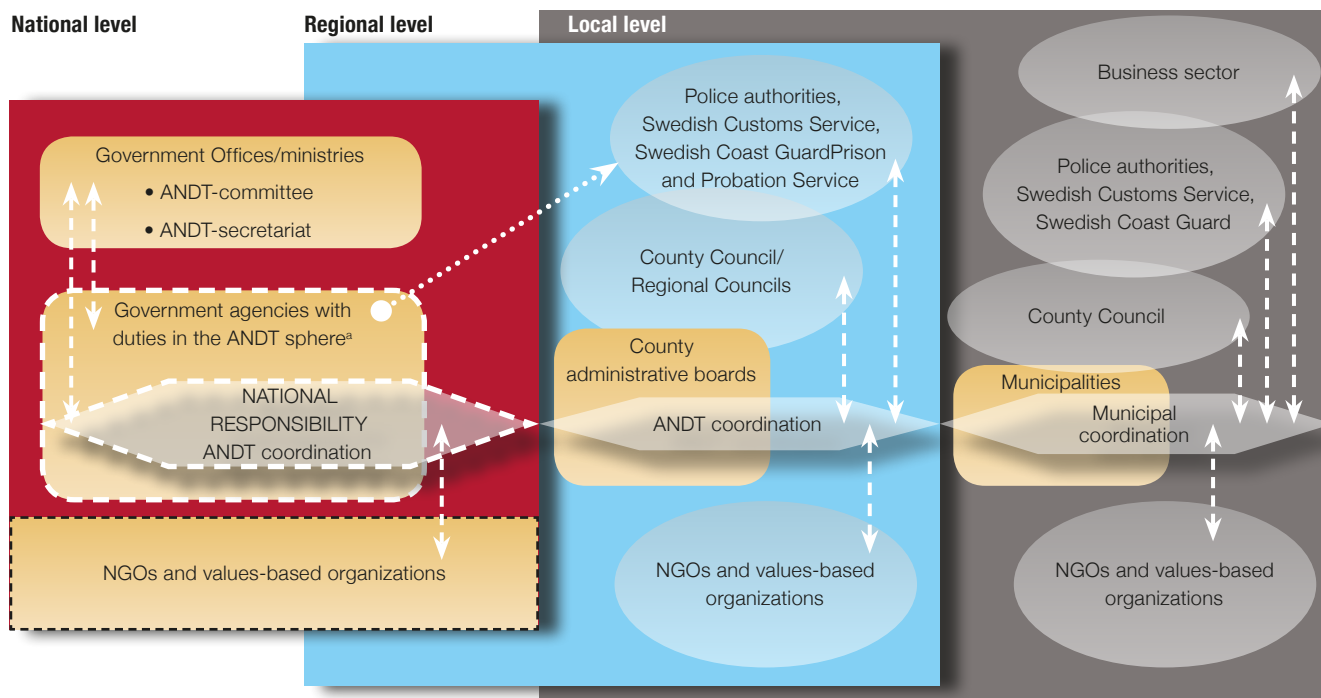 National level
Regional level
Local level
Government Offices/ministries
• ANDT-committee
• ANDT-secretariat
Government agencies with
duties in the ANDT sphereᵃ
NATIONAL
RESPONSIBILITY
ANDT coordination
NGOs and values-based organizations
Police authorities,
Swedish Customs Service,
Swedish Coast GuardPrison
and Probation Service
County Council/
Regional Councils
County
administrative boards
ANDT coordination
NGOs and values-based
organizations
Business sector
Police authorities,
Swedish Customs Service,
Swedish Coast Guard
County Council
Municipalities
Municipal
coordination
NGOs and values-based
organizations